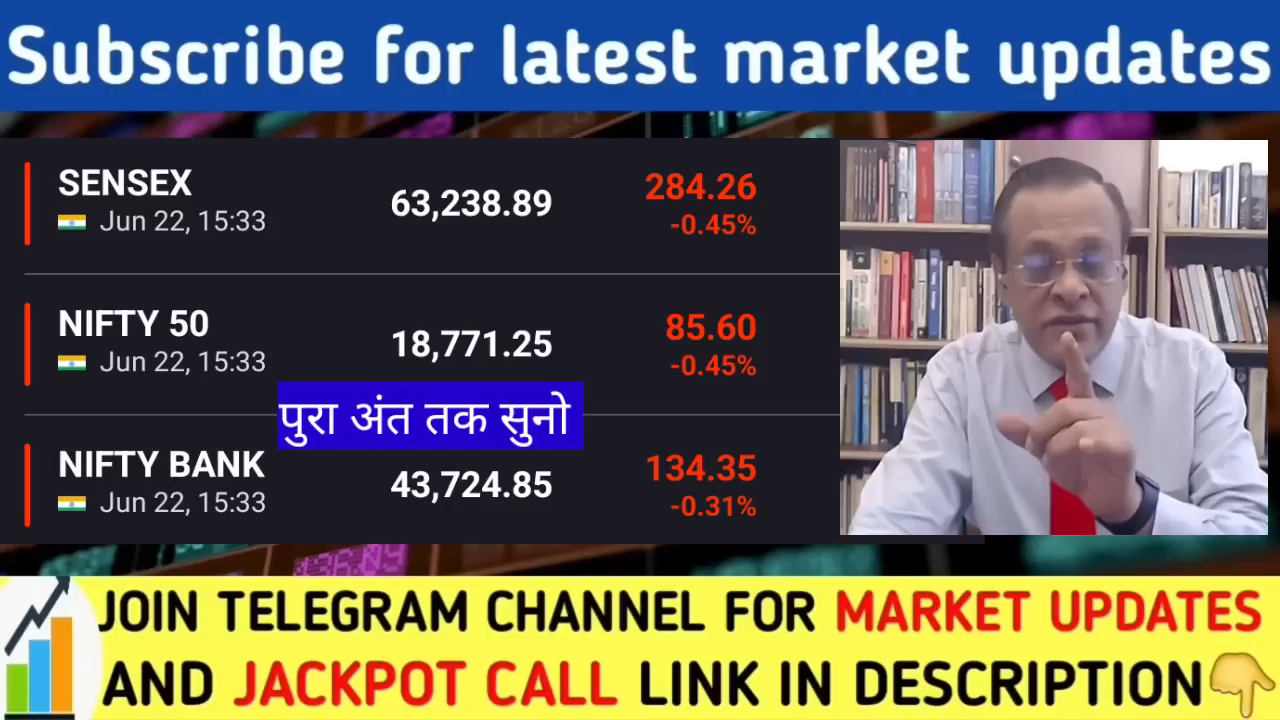 Subscribe for latest market updates
SENSEX
Jun 22, 15:33
63,238.89
284.26
-0.45%
NIFTY 50
Jun 22, 15:33
18,771.25
85.60
-0.45%
पुरा अंत तक सुनो
NIFTY BANK
Jun 22, 15:33
43,724.85
134.35
-0.31%
JOIN TELEGRAM CHANNEL FOR MARKET UPDATES
AND JACKPOT CALL LINK IN DESCRIPTION👇